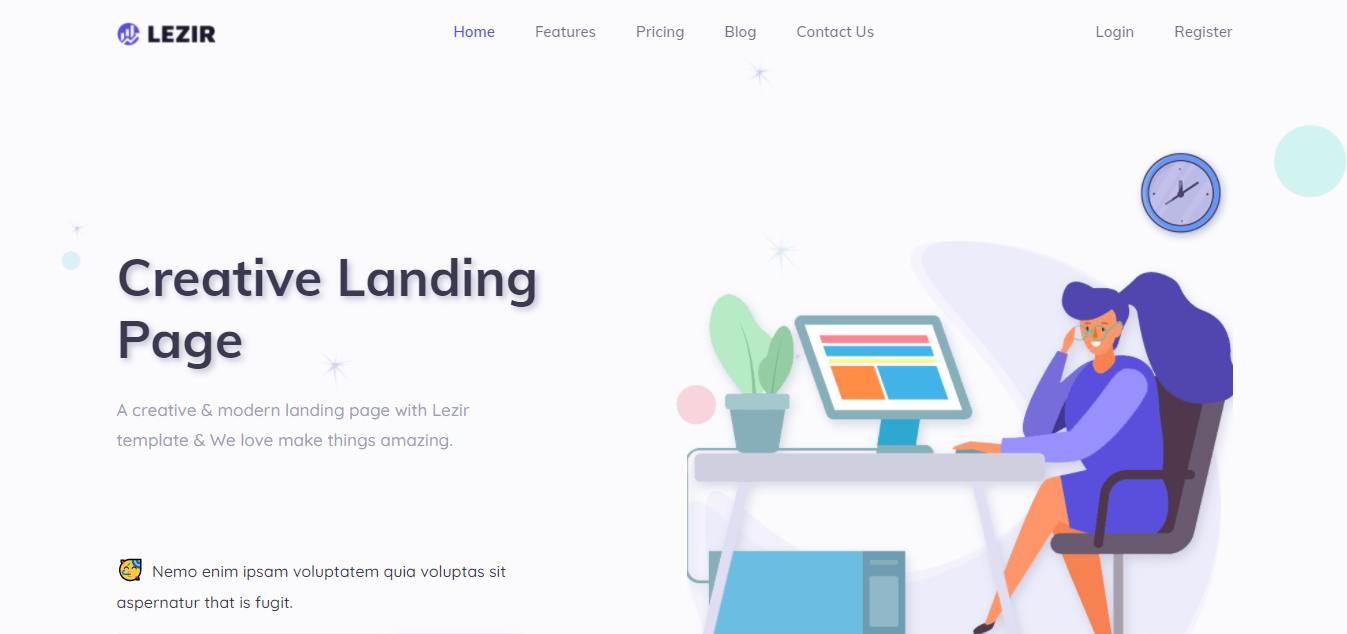 LEZIR
Home
Features
Pricing
Blog
Contact Us
Login
Register
Creative Landing
Page
A creative & modern landing page with Lezir
template & We love make things amazing.
🥳 Nemo enim ipsam voluptatem quia voluptas sit
aspernatur that is fugit.